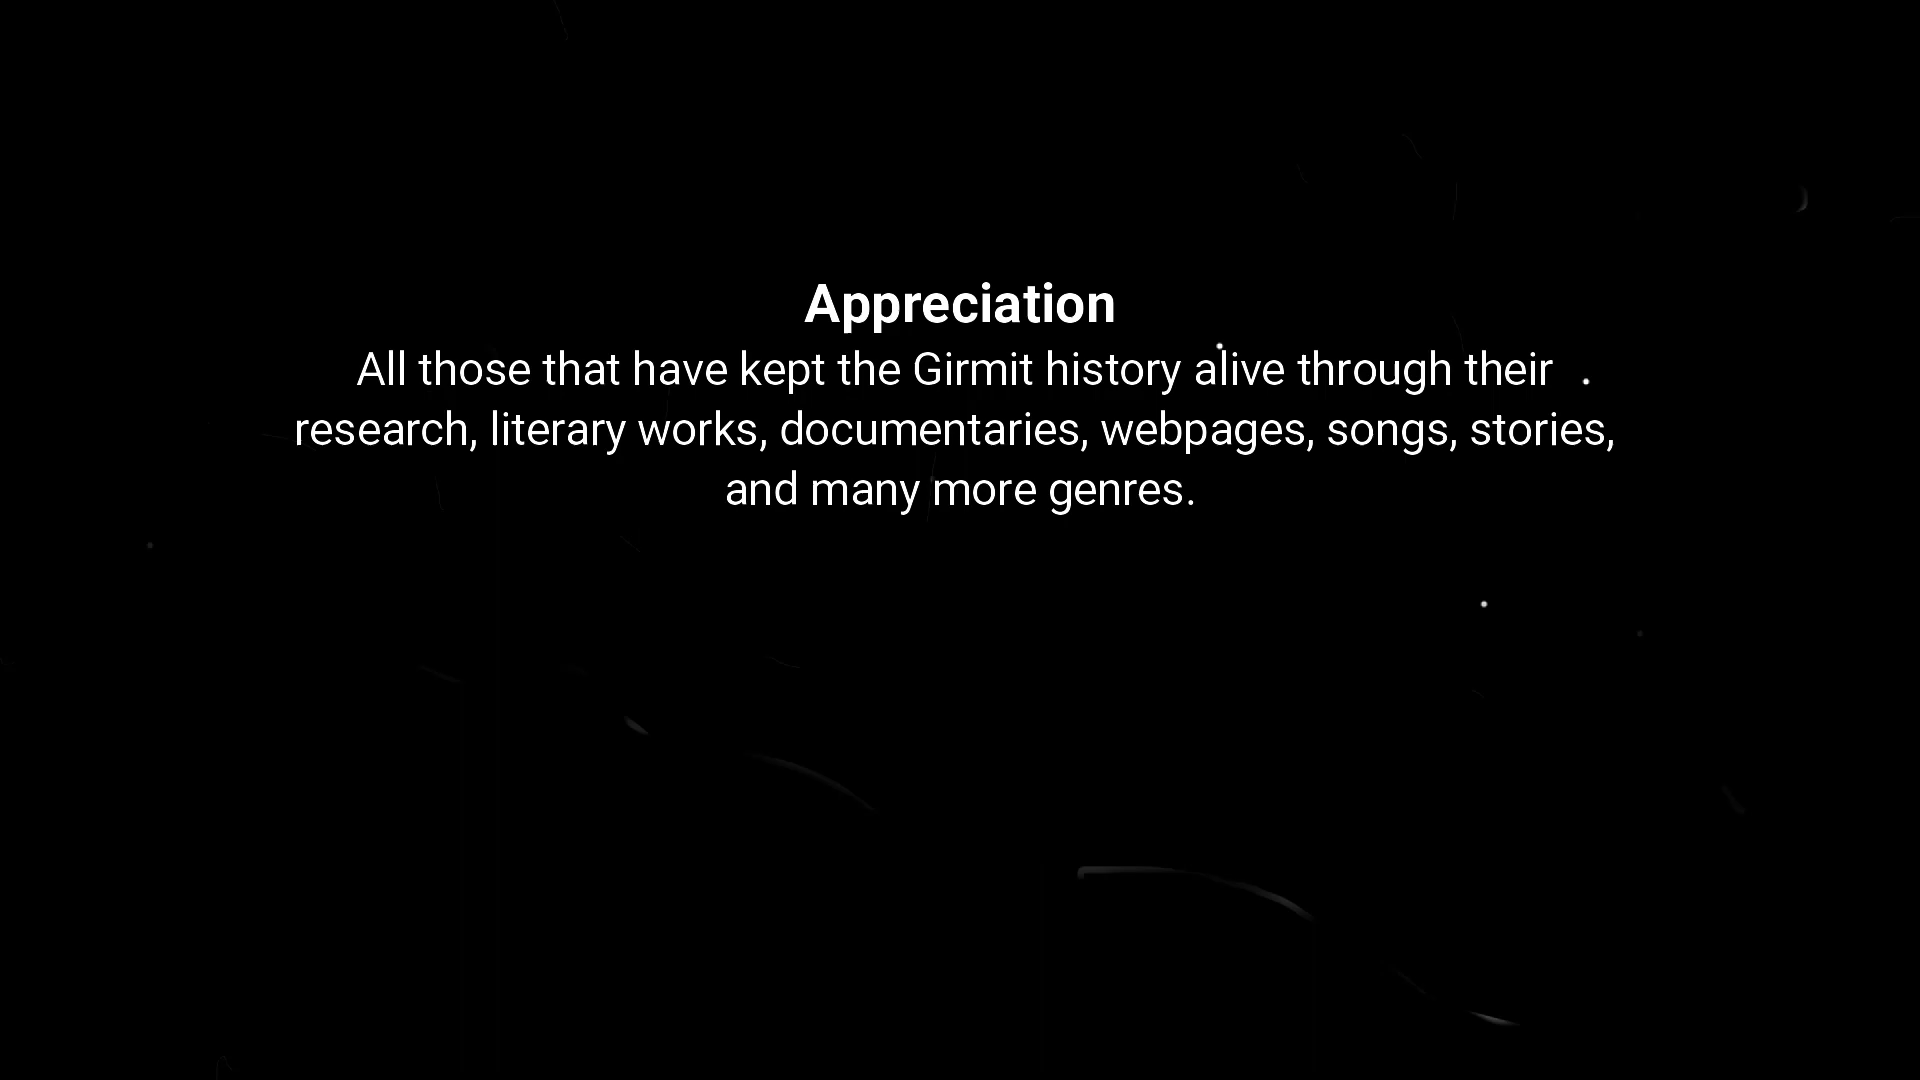 Appreciation
All those that have kept the Girmit history alive through their
research, literary works, documentaries, webpages, songs, stories,
and many more genres.